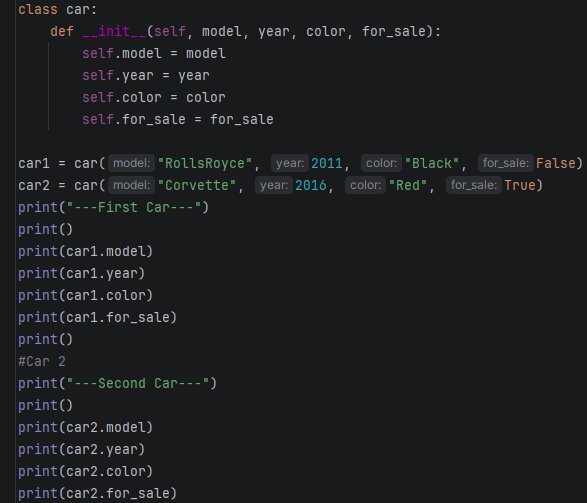 class car:
    def __init__(self, model, year, color, for_sale):
        self.model = model
        self.year = year
        self.color = color
        self.for_sale = for_sale

car1 = car( model: "RollsRoyce", year: 2011, color: "Black", for_sale: False)
car2 = car( model: "Corvette", year: 2016, color: "Red", for_sale: True)
print("---First Car---")
print()
print(car1.model)
print(car1.year)
print(car1.color)
print(car1.for_sale)
print()
#Car 2
print("---Second Car---")
print()
print(car2.model)
print(car2.year)
print(car2.color)
print(car2.for_sale)